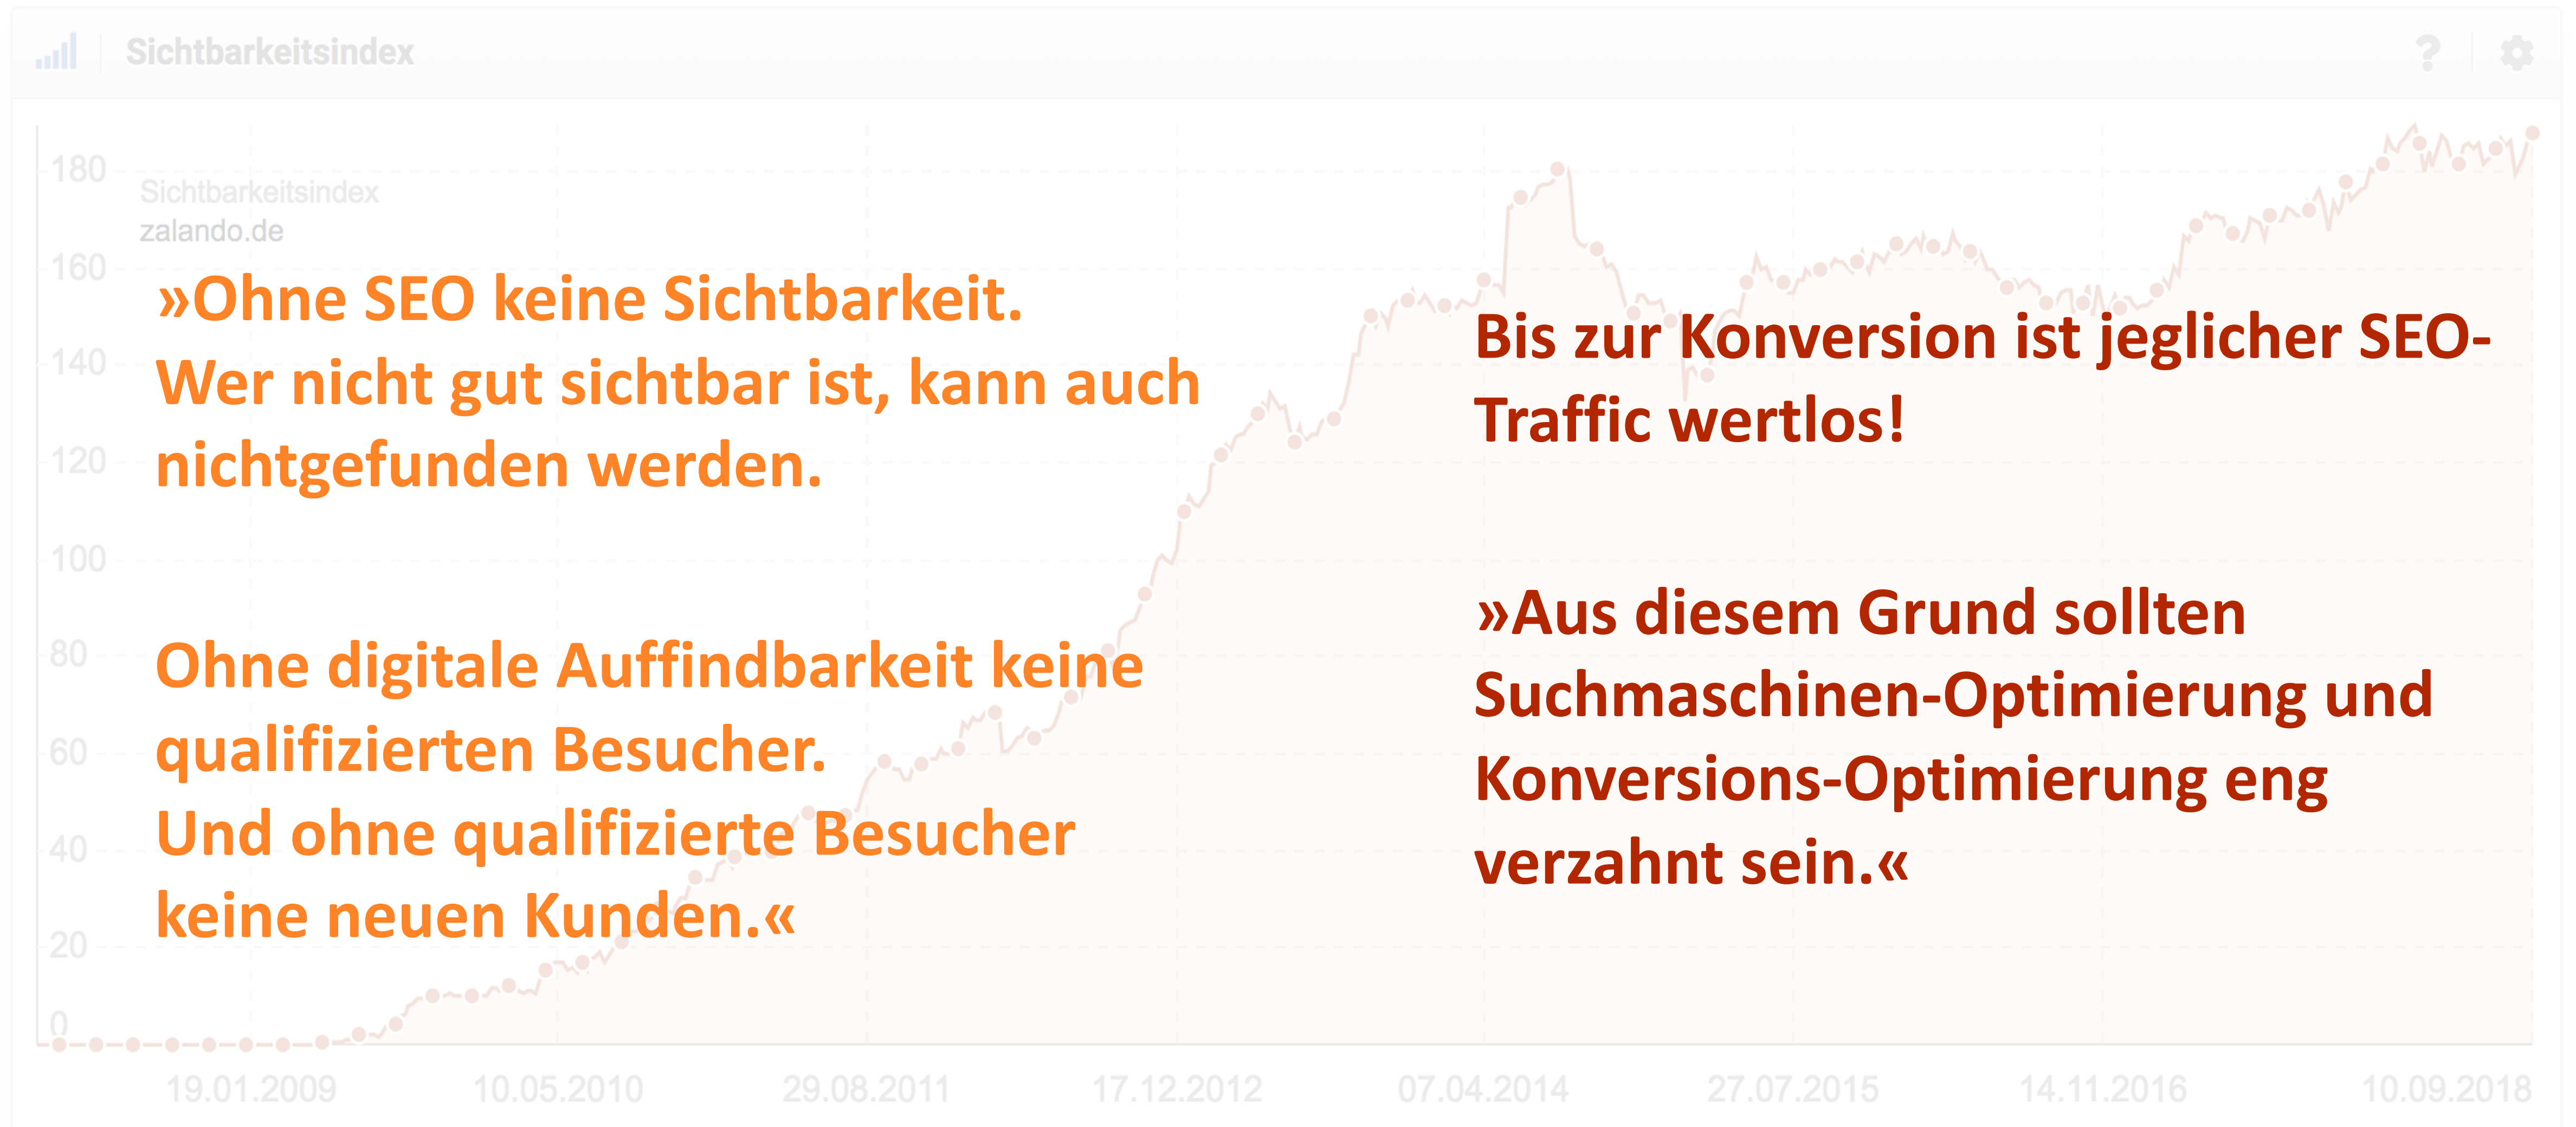 Sichtbarkeitsindex
?
180
Sichtbarkeitsindex
zalando.de
160
»Ohne SEO keine Sichtbarkeit.
Wer nicht gut sichtbar ist, kann auch
nichtgefunden werden.
Ohne digitale Auffindbarkeit keine
qualifizierten Besucher.
Und ohne qualifizierte Besucher
keine neuen Kunden.«
Bis zur Konversion ist jeglicher SEO-
Traffic wertlos!
»Aus diesem Grund sollten
Suchmaschinen-Optimierung und
Konversions-Optimierung eng
verzahnt sein.«
140
120
100
80
60
40
20
0
19.01.2009
10.05.2010
29.08.2011
17.12.2012
07.04.2014
27.07.2015
14.11.2016
10.09.2018